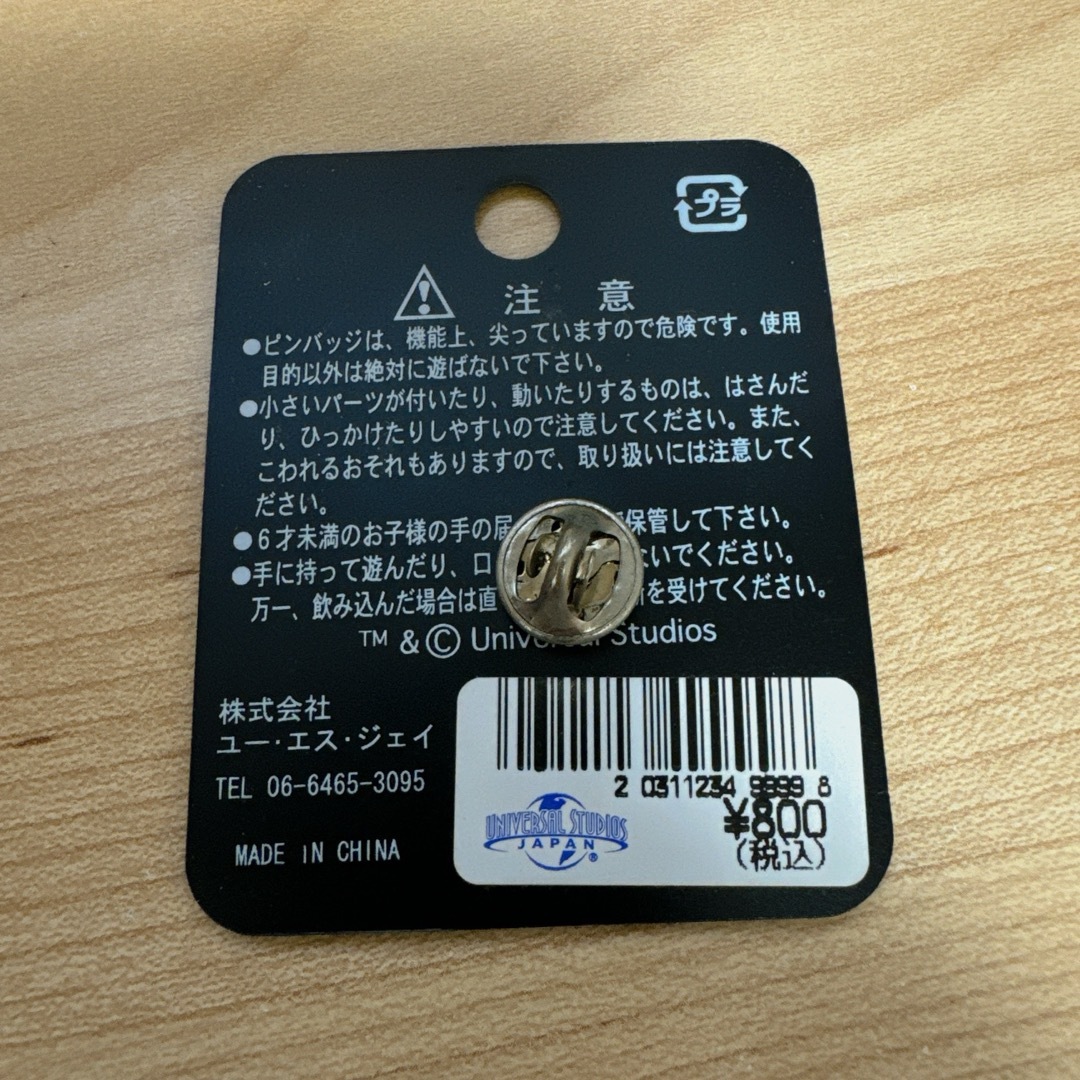 プラ
注 意
●ピンバッジは、機能上、尖っていますので危険です。使用
目的以外は絶対に遊ばないで下さい。
●小さいパーツが付いたり、動いたりするものは、はさんだ
り、ひっかけたりしやすいので注意してください。また、
こわれるおそれもありますので、取り扱いには注意してく
ださい。
●6才未満のお子様の手の届 保管して下さい。
●手に持って遊んだり、口 ないでください。
万一、飲み込んだ場合は直 を受けてください。
TM & © Universal Studios
株式会社
ユー・エス・ジェイ
TEL 06-6465-3095
MADE IN CHINA
2 0311234 9999 8
¥800
(税込)
UNIVERSAL STUDIOS
JAPAN ®